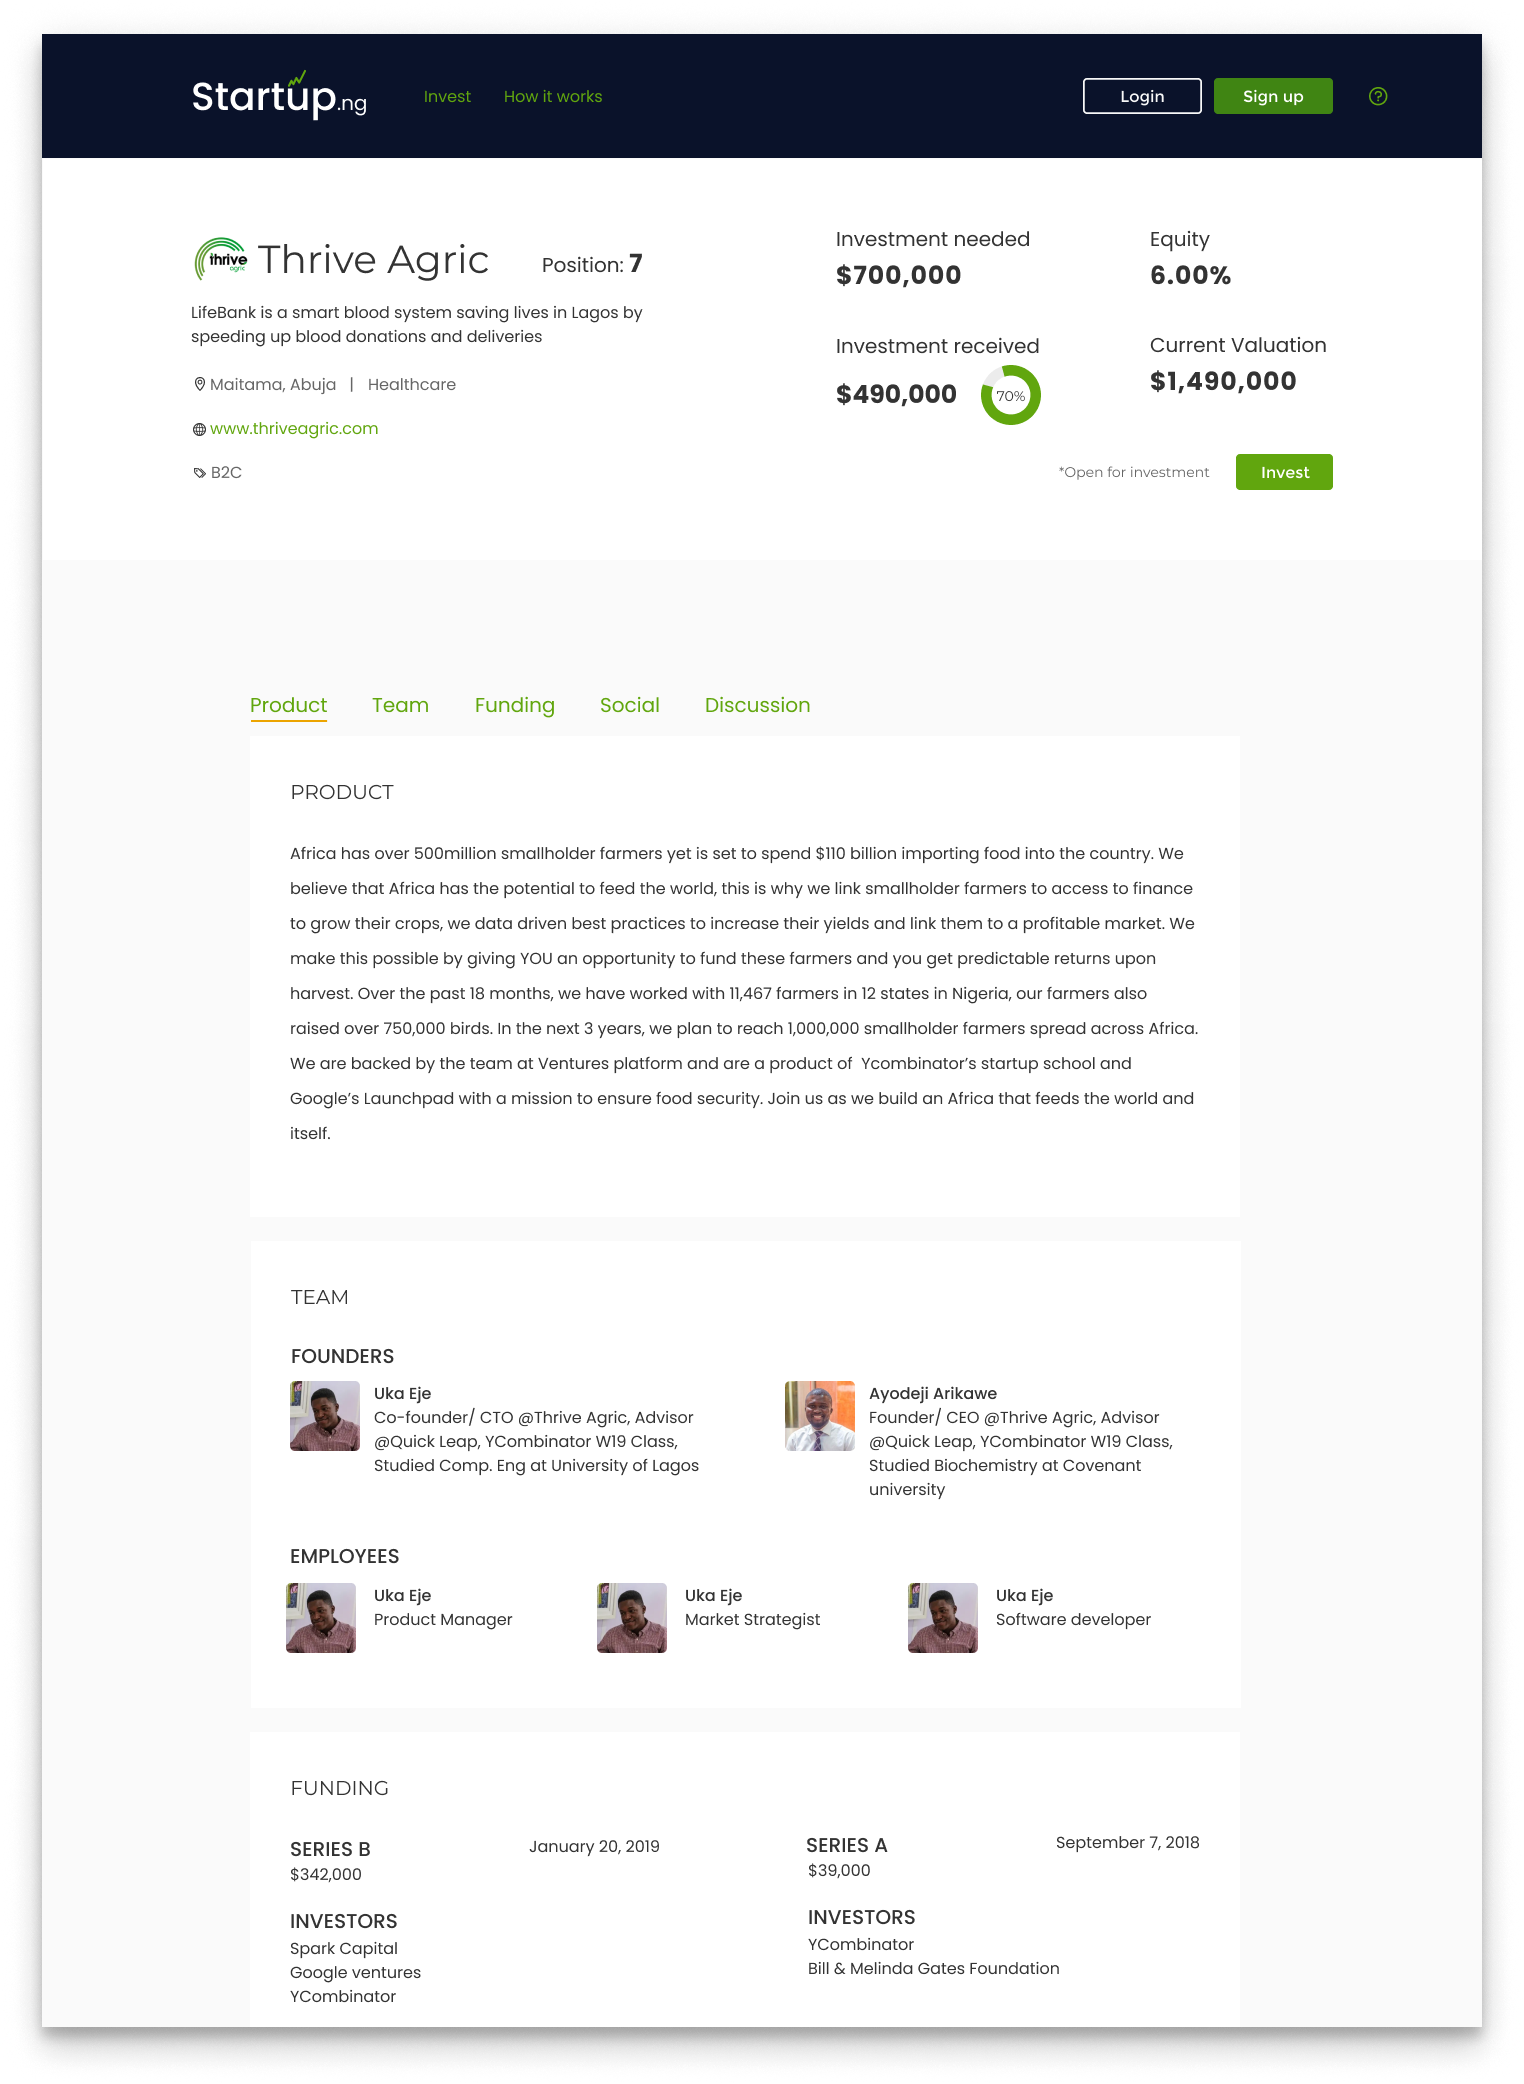 Startup.ng
Invest
How it works
Login
Sign up
?
thrive
agric
Thrive Agric
Position: 7
LifeBank is a smart blood system saving lives in Lagos by
speeding up blood donations and deliveries
Maitama, Abuja | Healthcare
www.thriveagric.com
B2C
Investment needed
$700,000
Equity
6.00%
Investment received
$490,000
70%
Current Valuation
$1,490,000
*Open for investment
Invest
Product
Team
Funding
Social
Discussion
PRODUCT
Africa has over 500million smallholder farmers yet is set to spend $110 billion importing food into the country. We
believe that Africa has the potential to feed the world, this is why we link smallholder farmers to access to finance
to grow their crops, we data driven best practices to increase their yields and link them to a profitable market. We
make this possible by giving YOU an opportunity to fund these farmers and you get predictable returns upon
harvest. Over the past 18 months, we have worked with 11,467 farmers in 12 states in Nigeria, our farmers also
raised over 750,000 birds. In the next 3 years, we plan to reach 1,000,000 smallholder farmers spread across Africa.
We are backed by the team at Ventures platform and are a product of  Ycombinator’s startup school and
Google’s Launchpad with a mission to ensure food security. Join us as we build an Africa that feeds the world and
itself.
TEAM
FOUNDERS
Uka Eje
Co-founder/ CTO @Thrive Agric, Advisor
@Quick Leap, YCombinator W19 Class,
Studied Comp. Eng at University of Lagos
Ayodeji Arikawe
Founder/ CEO @Thrive Agric, Advisor
@Quick Leap, YCombinator W19 Class,
Studied Biochemistry at Covenant
university
EMPLOYEES
Uka Eje
Product Manager
Uka Eje
Market Strategist
Uka Eje
Software developer
FUNDING
SERIES B
January 20, 2019
$342,000
INVESTORS
Spark Capital
Google ventures
YCombinator
SERIES A
September 7, 2018
$39,000
INVESTORS
YCombinator
Bill & Melinda Gates Foundation